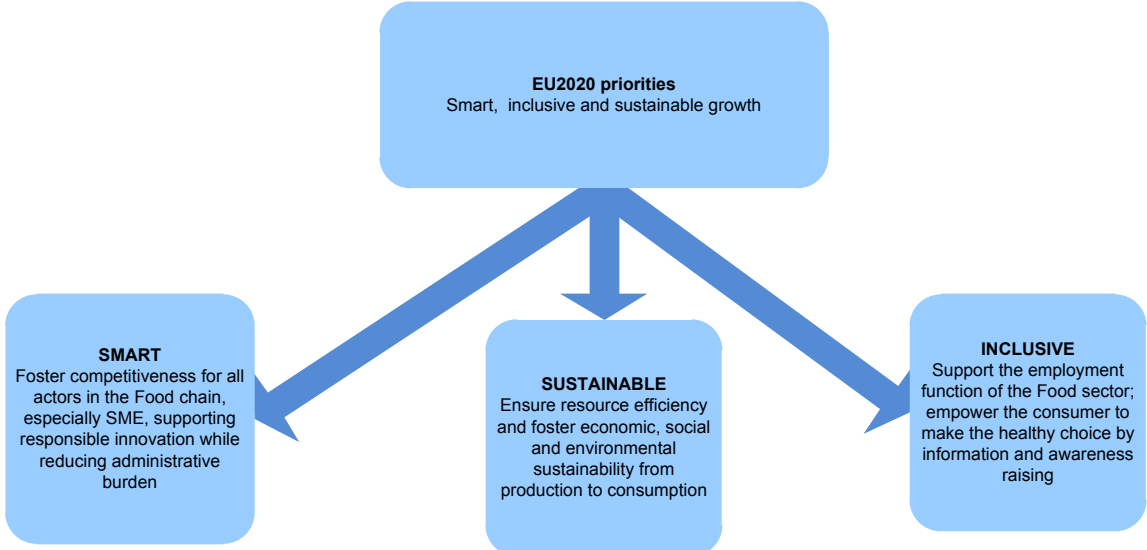 EU2020 priorities
Smart,  inclusive and sustainable growth
SMART
Foster competitiveness for all
actors in the Food chain,
especially SME, supporting
responsible innovation while
reducing administrative
burden
SUSTAINABLE
Ensure resource efficiency
and foster economic, social
and environmental
sustainability from
production to consumption
INCLUSIVE
Support the employment
function of the Food sector;
empower the consumer to
make the healthy choice by
information and awareness
raising